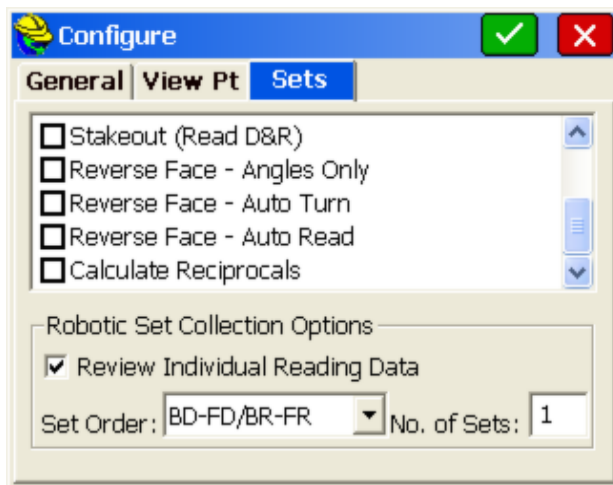 Configure
General View Pt Sets
Stakeout (Read D&R)
Reverse Face - Angles Only
Reverse Face - Auto Turn
Reverse Face - Auto Read
Calculate Reciprocals
Robotic Set Collection Options
Review Individual Reading Data
Set Order: BD-FD/BR-FR No. of Sets: 1